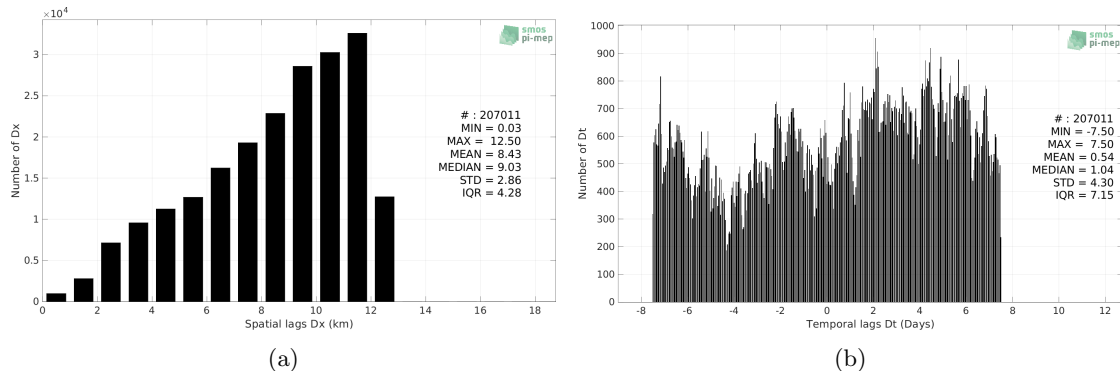 ×10⁴
3
2.5
2
1.5
1
0.5
0
0 2 4 6 8 10 12 14 16 18
Number of Dx
Spatial lags Dx (km)
smos
pi-mep
# : 207011
MIN = 0.03
MAX = 12.50
MEAN = 8.43
MEDIAN = 9.03
STD = 2.86
IQR = 4.28
(a)
1000
900
800
700
600
500
400
300
200
100
0
-8 -6 -4 -2 0 2 4 6 8 10 12
Number of Dt
Temporal lags Dt (Days)
smos
pi-mep
# : 207011
MIN = -7.50
MAX = 7.50
MEAN = 0.54
MEDIAN = 1.04
STD = 4.30
IQR = 7.15
(b)